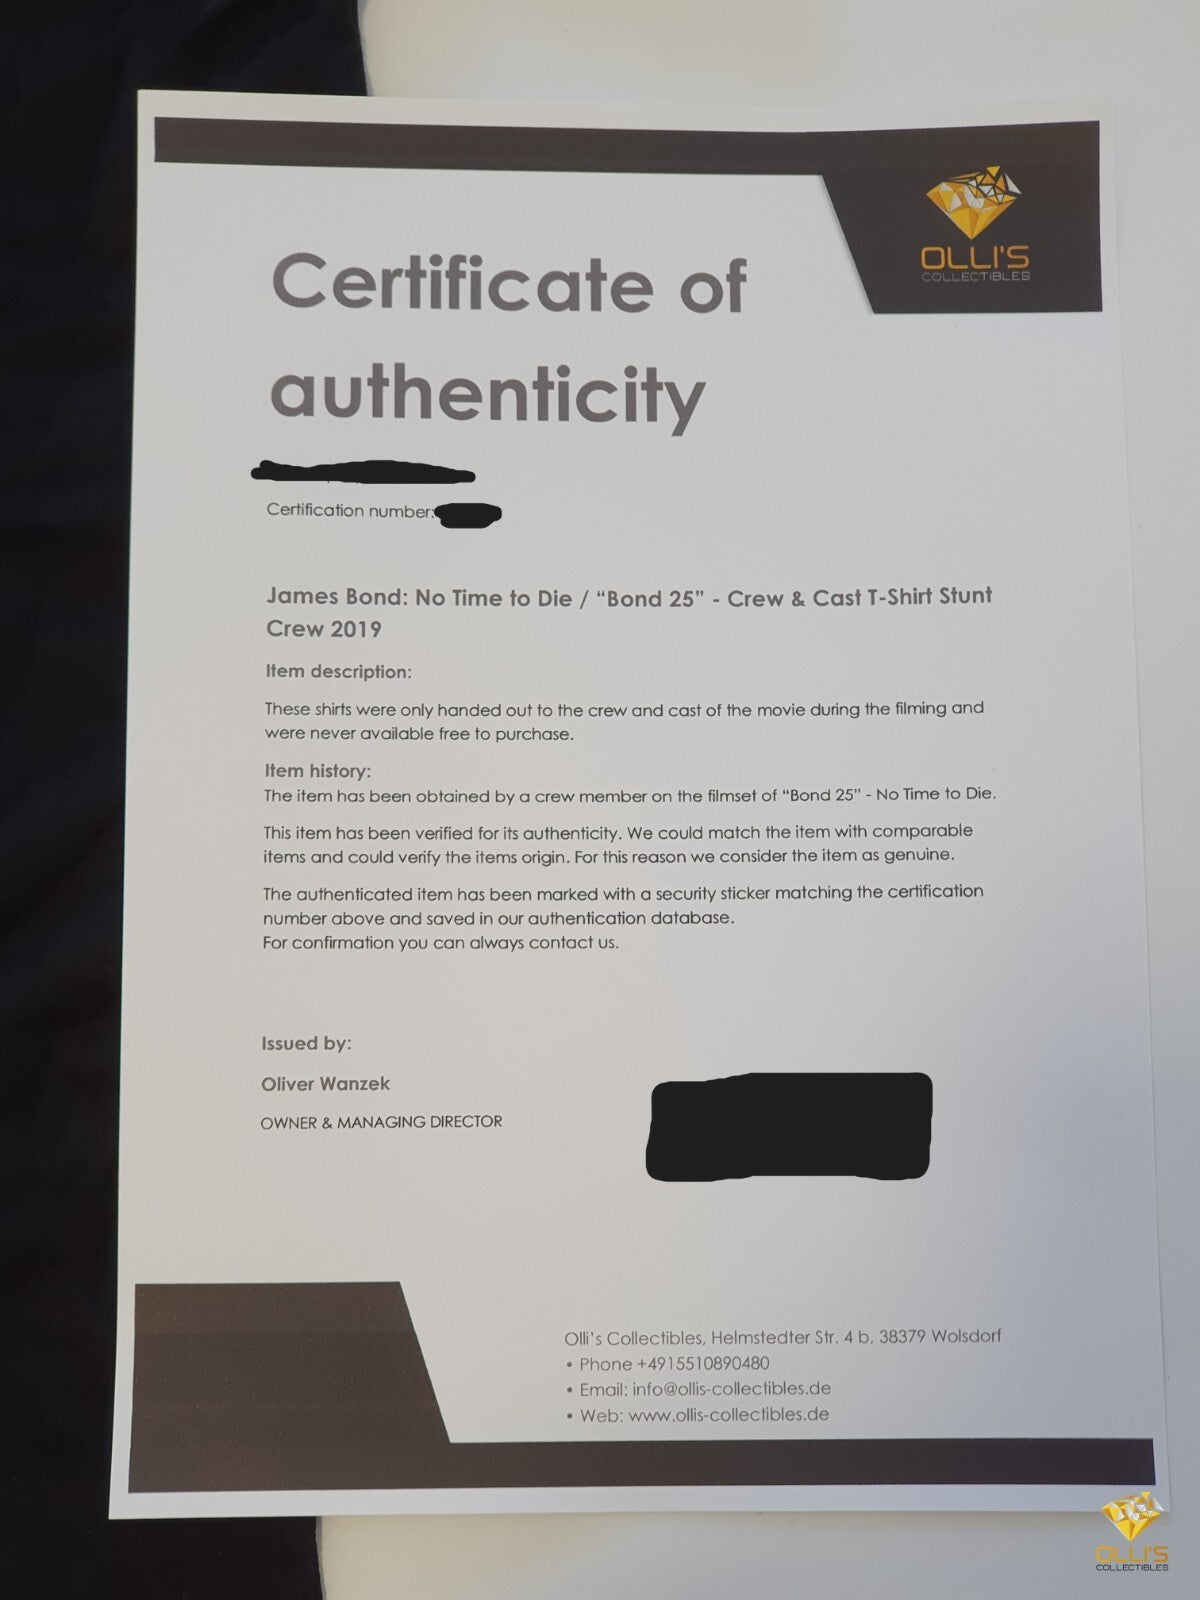 OLLI'S
COLLECTIBLES
Certificate of
authenticity
Certification number:
James Bond: No Time to Die / “Bond 25” - Crew & Cast T-Shirt Stunt
Crew 2019
Item description:
These shirts were only handed out to the crew and cast of the movie during the filming and
were never available free to purchase.
Item history:
The item has been obtained by a crew member on the filmset of “Bond 25” - No Time to Die.
This item has been verified for its authenticity. We could match the item with comparable
items and could verify the items origin. For this reason we consider the item as genuine.
The authenticated item has been marked with a security sticker matching the certification
number above and saved in our authentication database.
For confirmation you can always contact us.
Issued by:
Oliver Wanzek
OWNER & MANAGING DIRECTOR
Olli's Collectibles, Helmstedter Str. 4 b, 38379 Wolsdorf
• Phone +4915510890480
• Email: info@ollis-collectibles.de
• Web: www.ollis-collectibles.de
OLLI'S
COLLECTIBLES